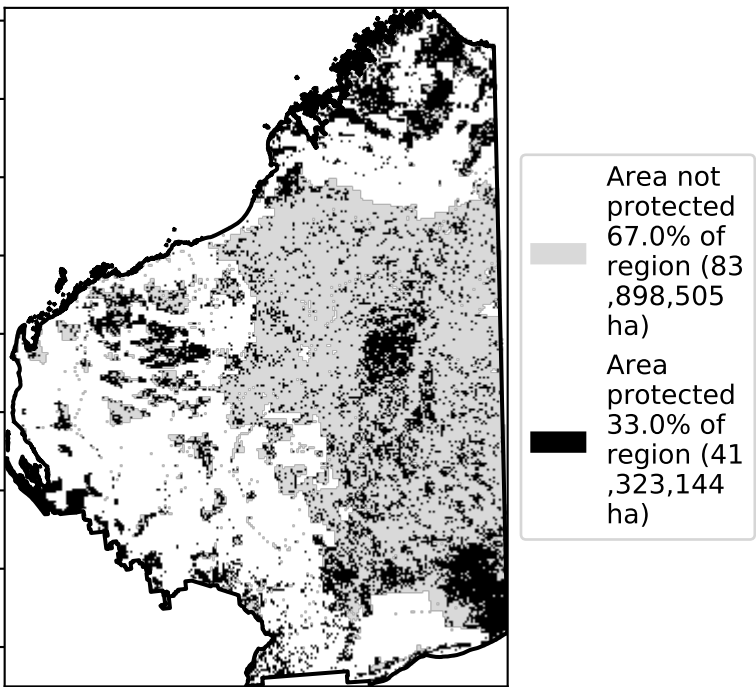 Area not
protected
67.0% of
region (83
,898,505
ha)
Area
protected
33.0% of
region (41
,323,144
ha)